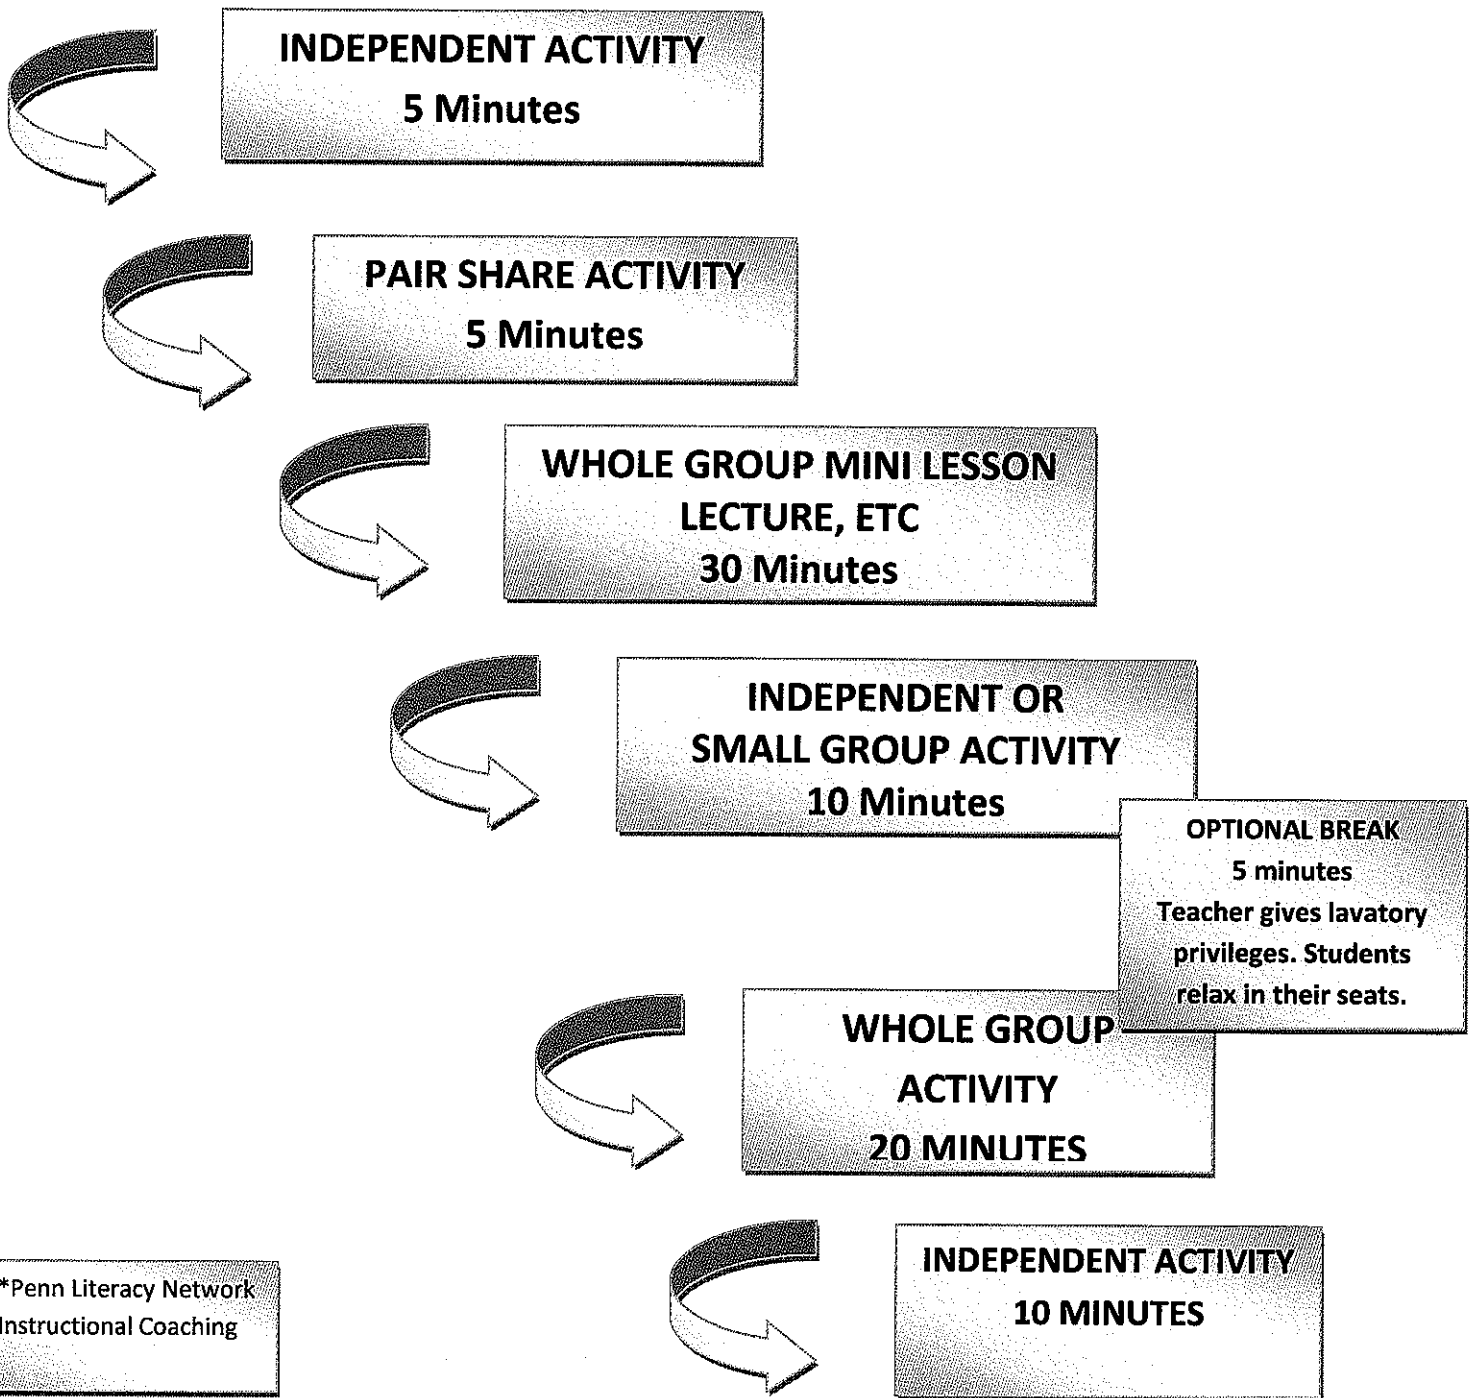 INDEPENDENT ACTIVITY
5 Minutes
PAIR SHARE ACTIVITY
5 Minutes
WHOLE GROUP MINI LESSON
LECTURE, ETC
30 Minutes
INDEPENDENT OR
SMALL GROUP ACTIVITY
10 Minutes
OPTIONAL BREAK
5 minutes
Teacher gives lavatory
privileges. Students
relax in their seats.
WHOLE GROUP
ACTIVITY
20 MINUTES
INDEPENDENT ACTIVITY
10 MINUTES
*Penn Literacy Network
Instructional Coaching